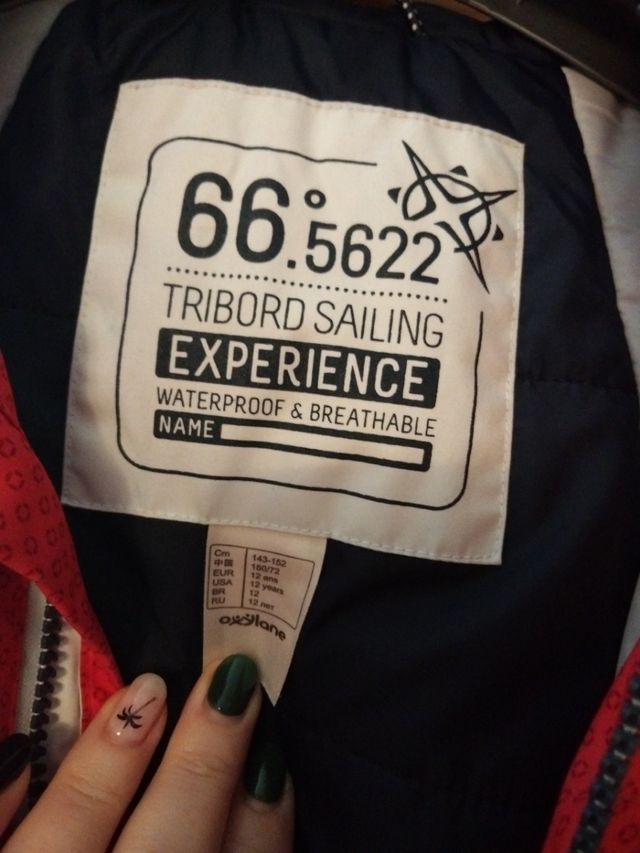 66°.5622
TRIBORD SAILING
EXPERIENCE
WATERPROOF & BREATHABLE
NAME
Cm 143-152
中国 160/72
EUR 12 ans
USA 12 years
BR 12
RU 12 лет
oxylane